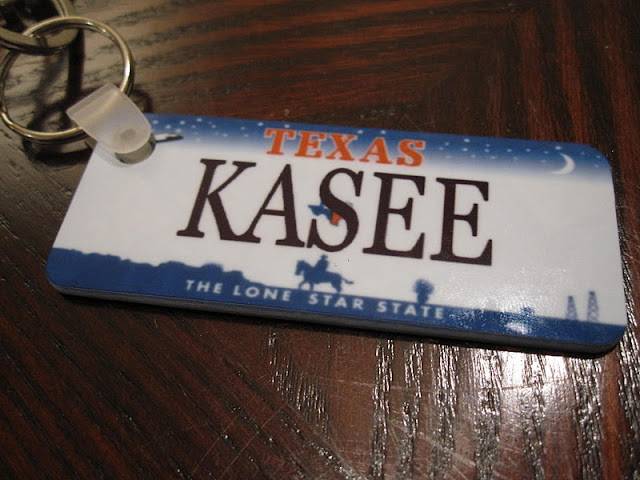 TEXAS
KASEE
THE LONE STAR STATE